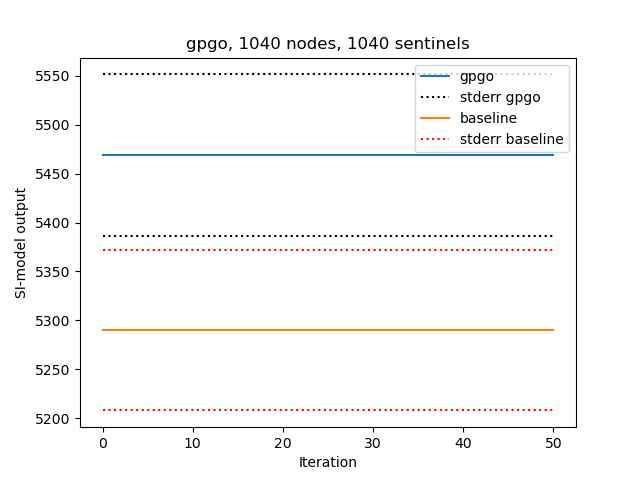 gpgo, 1040 nodes, 1040 sentinels
SI-model output
5550
5500
5450
5400
5350
5300
5250
5200
gpgo
stderr gpgo
baseline
stderr baseline
0 10 20 30 40 50
Iteration